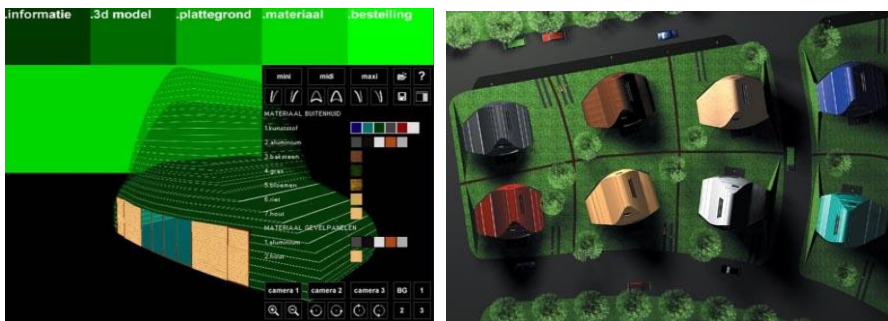 .informatie .3d model .plattegrond .materiaal .bestelling
mini midi maxi ?
MATERIAAL BUITENHUID
1.kunststof
2.aluminium
3.baksteen
4.gras
5.bloemen
6.riet
7.hout
MATERIAAL GEVELPANELEN
1.aluminium
2.hout
camera 1 camera 2 camera 3 BG 1
2 3